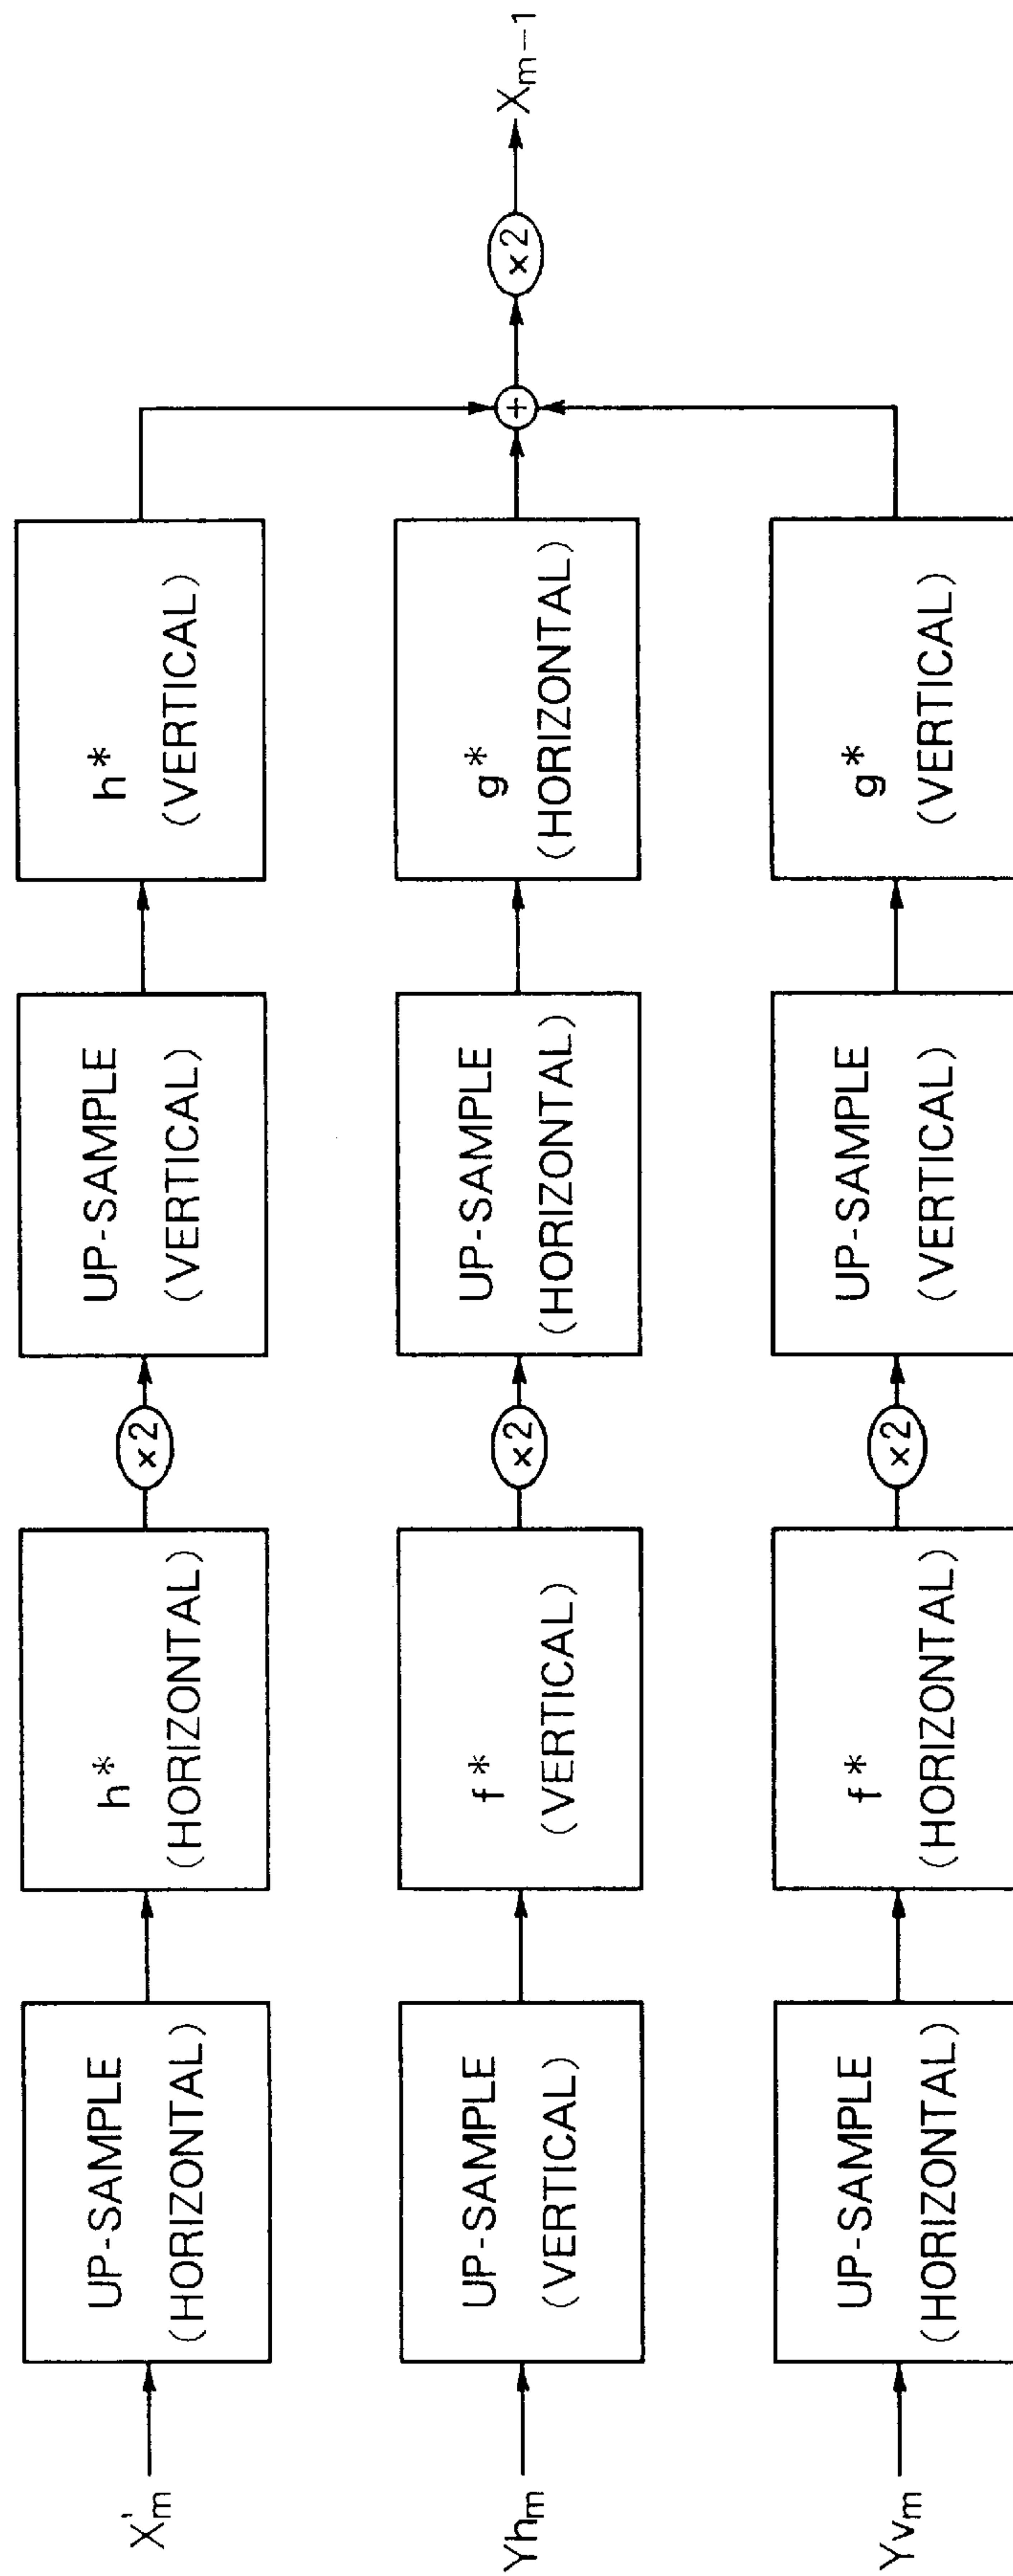 X'm
UP-SAMPLE
(HORIZONTAL)
h*
(HORIZONTAL)
×2
UP-SAMPLE
(VERTICAL)
h*
(VERTICAL)
Yhm
UP-SAMPLE
(VERTICAL)
f*
(VERTICAL)
×2
UP-SAMPLE
(HORIZONTAL)
g*
(HORIZONTAL)
+
×2
Xm-1
Yvm
UP-SAMPLE
(HORIZONTAL)
f*
(HORIZONTAL)
×2
UP-SAMPLE
(VERTICAL)
g*
(VERTICAL)